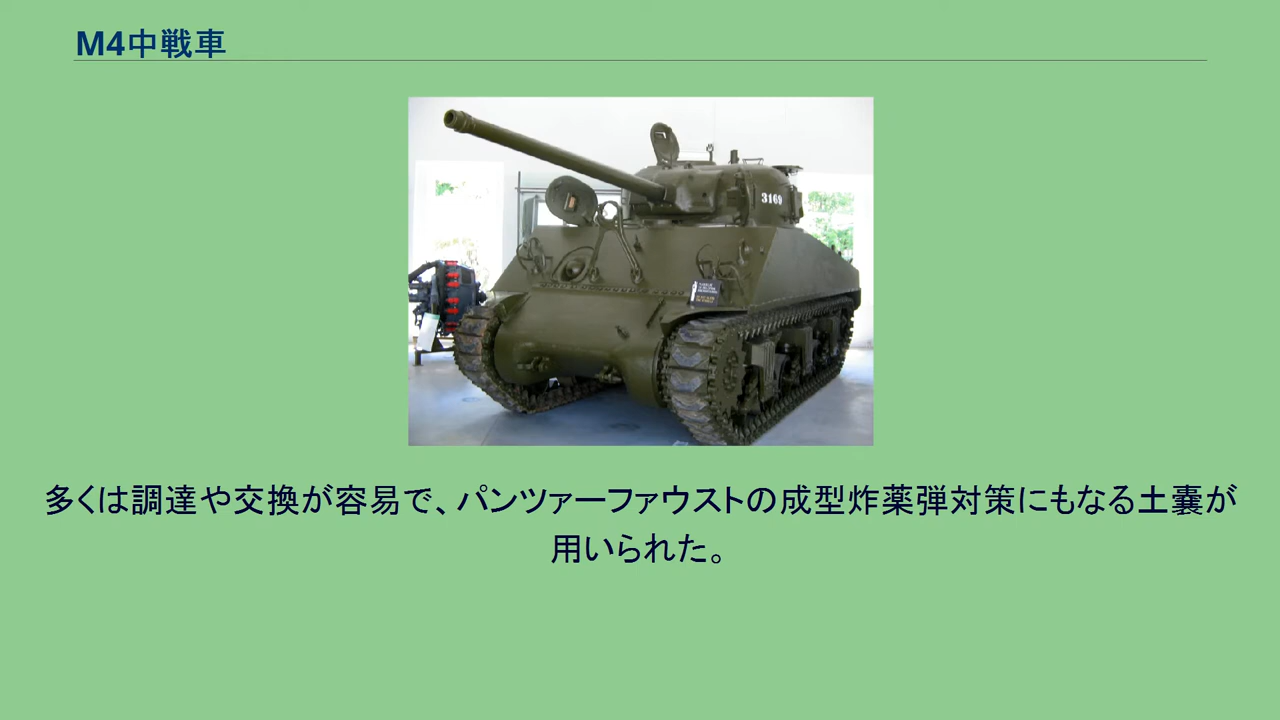 M4中戦車
3169
多くは調達や交換が容易で、パンツァーファウストの成型炸薬弾対策にもなる土嚢が
用いられた。